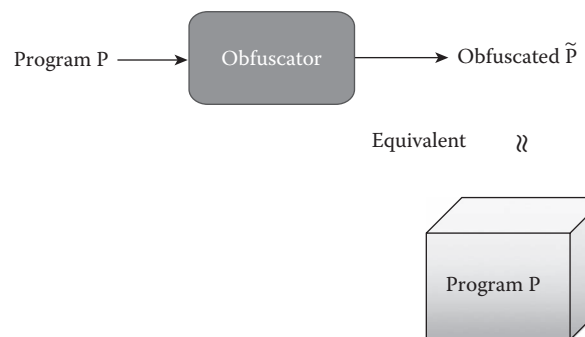 Program P
Obfuscator
Obfuscated P̃
Equivalent ≈
Program P